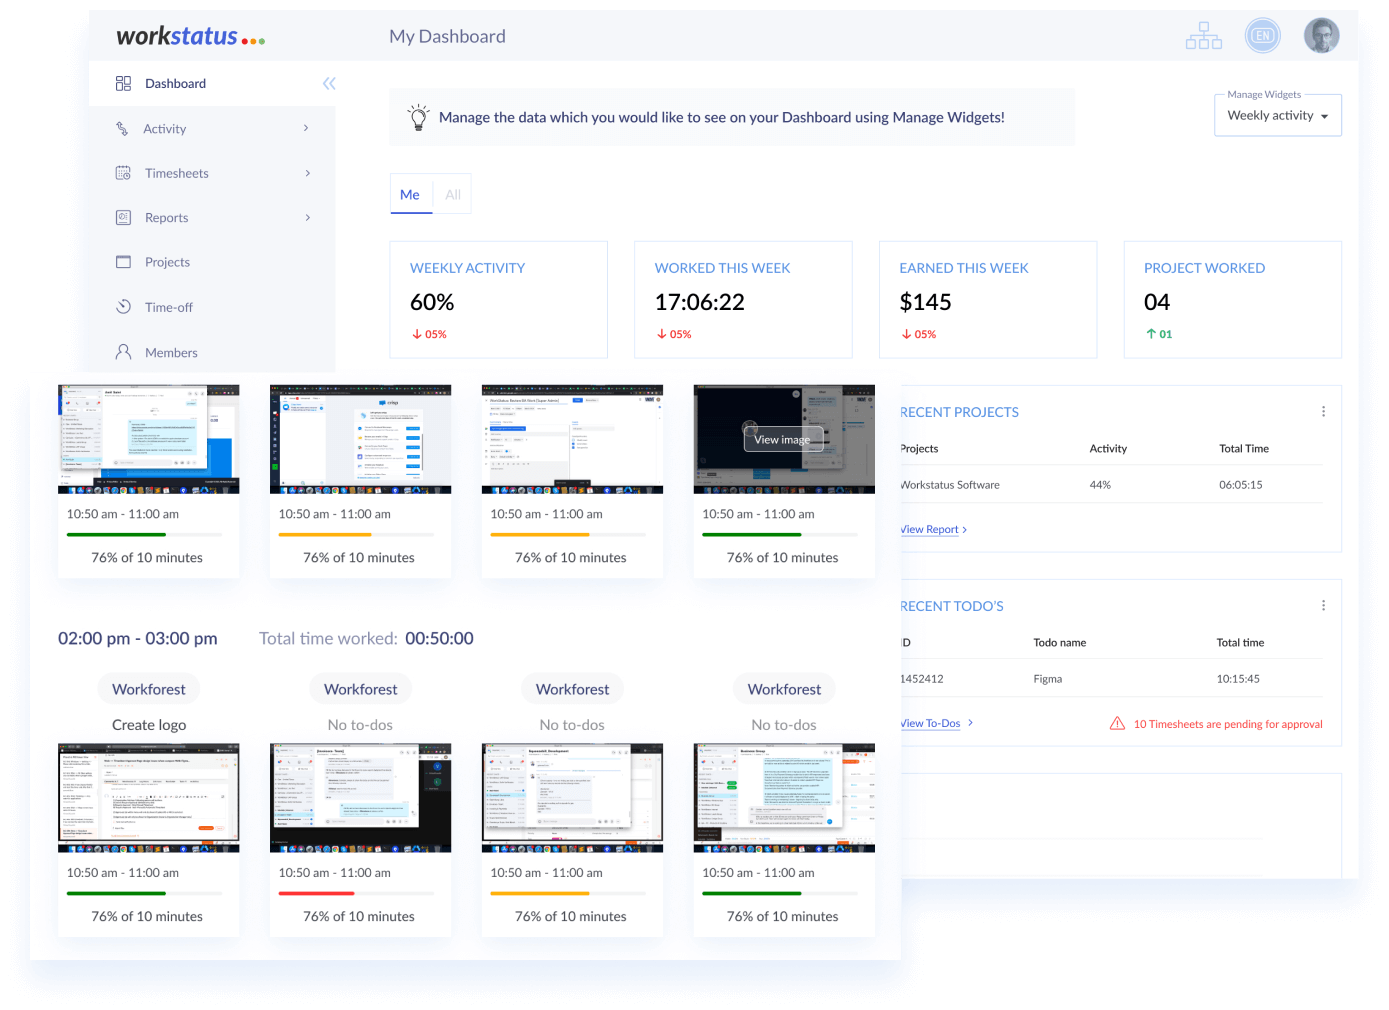 workstatus
My Dashboard
EN
Dashboard
Activity
Timesheets
Reports
Projects
Time-off
Members
Manage the data which you would like to see on your Dashboard using Manage Widgets!
Manage Widgets
Weekly activity
Me
All
WEEKLY ACTIVITY
60%
05%
WORKED THIS WEEK
17:06:22
05%
EARNED THIS WEEK
$145
05%
PROJECT WORKED
04
01
crisp
View image
10:50 am - 11:00 am
76% of 10 minutes
10:50 am - 11:00 am
76% of 10 minutes
10:50 am - 11:00 am
76% of 10 minutes
10:50 am - 11:00 am
76% of 10 minutes
02:00 pm - 03:00 pm
Total time worked: 00:50:00
Workforest
Create logo
10:50 am - 11:00 am
76% of 10 minutes
Workforest
No to-dos
10:50 am - 11:00 am
76% of 10 minutes
Workforest
No to-dos
10:50 am - 11:00 am
76% of 10 minutes
Workforest
No to-dos
Business Group
10:50 am - 11:00 am
76% of 10 minutes
RECENT PROJECTS
Projects Activity Total Time
Workstatus Software 44% 06:05:15
View Report
RECENT TODO'S
ID Todo name Total time
1452412 Figma 10:15:45
View To-Dos
10 Timesheets are pending for approval